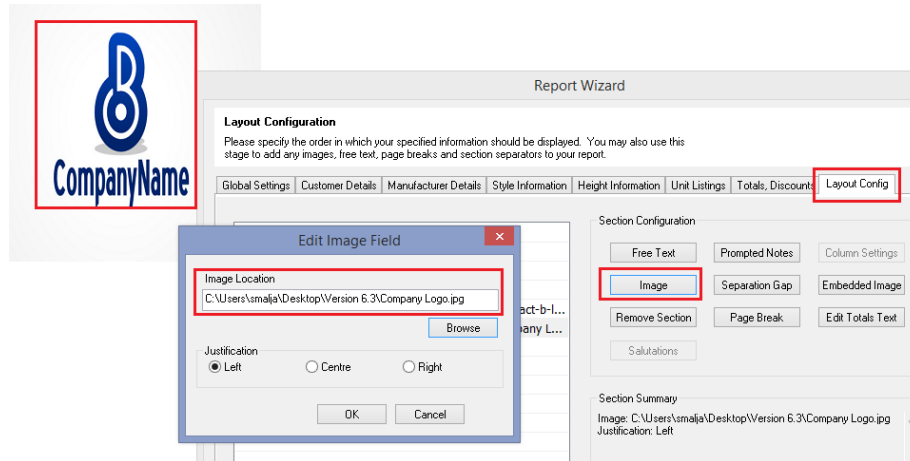 CompanyName
Report Wizard
Layout Configuration
Please specify the order in which your specified information should be displayed. You may also use this
stage to add any images, free text, page breaks and section separators to your report.
Global Settings Customer Details Manufacturer Details Style Information Height Information Unit Listings Totals, Discounts Layout Config
Section Configuration
Free Text Prompted Notes Column Settings
Image Separation Gap Embedded Image
Remove Section Page Break Edit Totals Text
Salutations
Edit Image Field
Image Location
C:\Users\smalja\Desktop\Version 6.3\Company Logo.jpg
Browse
Justification
Left Centre Right
OK Cancel
act-b-l...
any L...
Section Summary
Image: C:\Users\smalja\Desktop\Version 6.3\Company Logo.jpg
Justification: Left